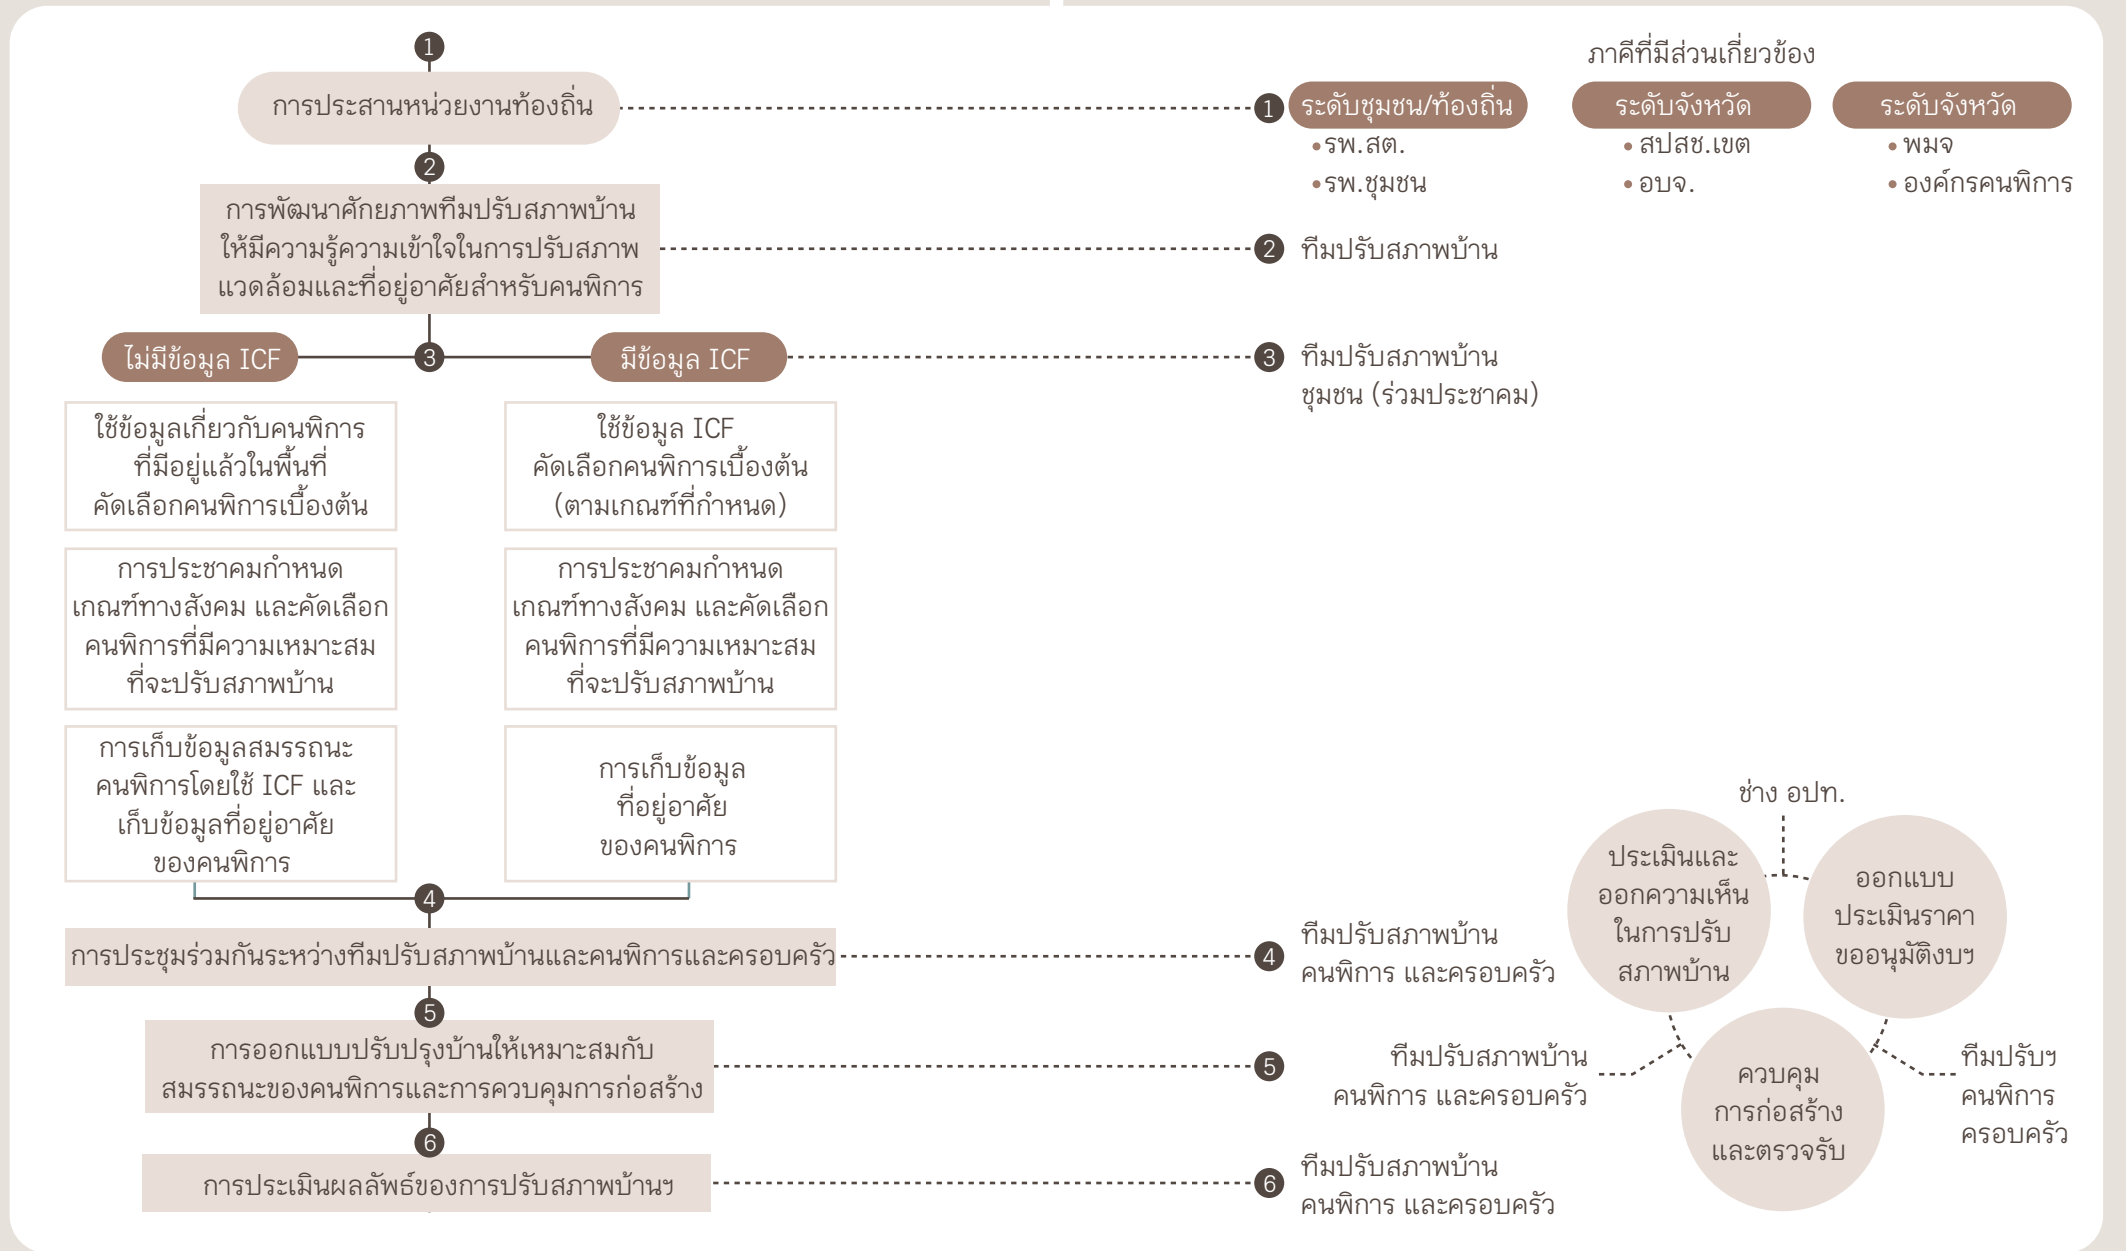 1
การประสานหน่วยงานท้องถิ่น
2
การพัฒนาศักยภาพทีมปรับสภาพบ้าน
ให้มีความรู้ความเข้าใจในการปรับสภาพ
แวดล้อมและที่อยู่อาศัยสำหรับคนพิการ
ไม่มีข้อมูล ICF
3
มีข้อมูล ICF
ใช้ข้อมูลเกี่ยวกับคนพิการ
ที่มีอยู่แล้วในพื้นที่
คัดเลือกคนพิการเบื้องต้น
การประชาคมกำหนด
เกณฑ์ทางสังคม และคัดเลือก
คนพิการที่มีความเหมาะสม
ที่จะปรับสภาพบ้าน
การเก็บข้อมูลสมรรถนะ
คนพิการโดยใช้ ICF และ
เก็บข้อมูลที่อยู่อาศัย
ของคนพิการ
ใช้ข้อมูล ICF
คัดเลือกคนพิการเบื้องต้น
(ตามเกณฑ์ที่กำหนด)
การประชาคมกำหนด
เกณฑ์ทางสังคม และคัดเลือก
คนพิการที่มีความเหมาะสม
ที่จะปรับสภาพบ้าน
การเก็บข้อมูล
ที่อยู่อาศัย
ของคนพิการ
4
การประชุมร่วมกันระหว่างทีมปรับสภาพบ้านและคนพิการและครอบครัว
5
การออกแบบปรับปรุงบ้านให้เหมาะสมกับ
สมรรถนะของคนพิการและการควบคุมการก่อสร้าง
6
การประเมินผลลัพธ์ของการปรับสภาพบ้านฯ
ภาคีที่มีส่วนเกี่ยวข้อง
1
ระดับชุมชน/ท้องถิ่น
•รพ.สต.
•รพ.ชุมชน
ระดับจังหวัด
• สปสช.เขต
• อบจ.
ระดับจังหวัด
• พมจ
• องค์กรคนพิการ
2 ทีมปรับสภาพบ้าน
3 ทีมปรับสภาพบ้าน
ชุมชน (ร่วมประชาคม)
4 ทีมปรับสภาพบ้าน
คนพิการ และครอบครัว
5
ทีมปรับสภาพบ้าน
คนพิการ และครอบครัว
6 ทีมปรับสภาพบ้าน
คนพิการ และครอบครัว
ช่าง อปท.
ประเมินและ
ออกความเห็น
ในการปรับ
สภาพบ้าน
ออกแบบ
ประเมินราคา
ขออนุมัติงบฯ
ควบคุม
การก่อสร้าง
และตรวจรับ
ทีมปรับฯ
คนพิการ
ครอบครัว